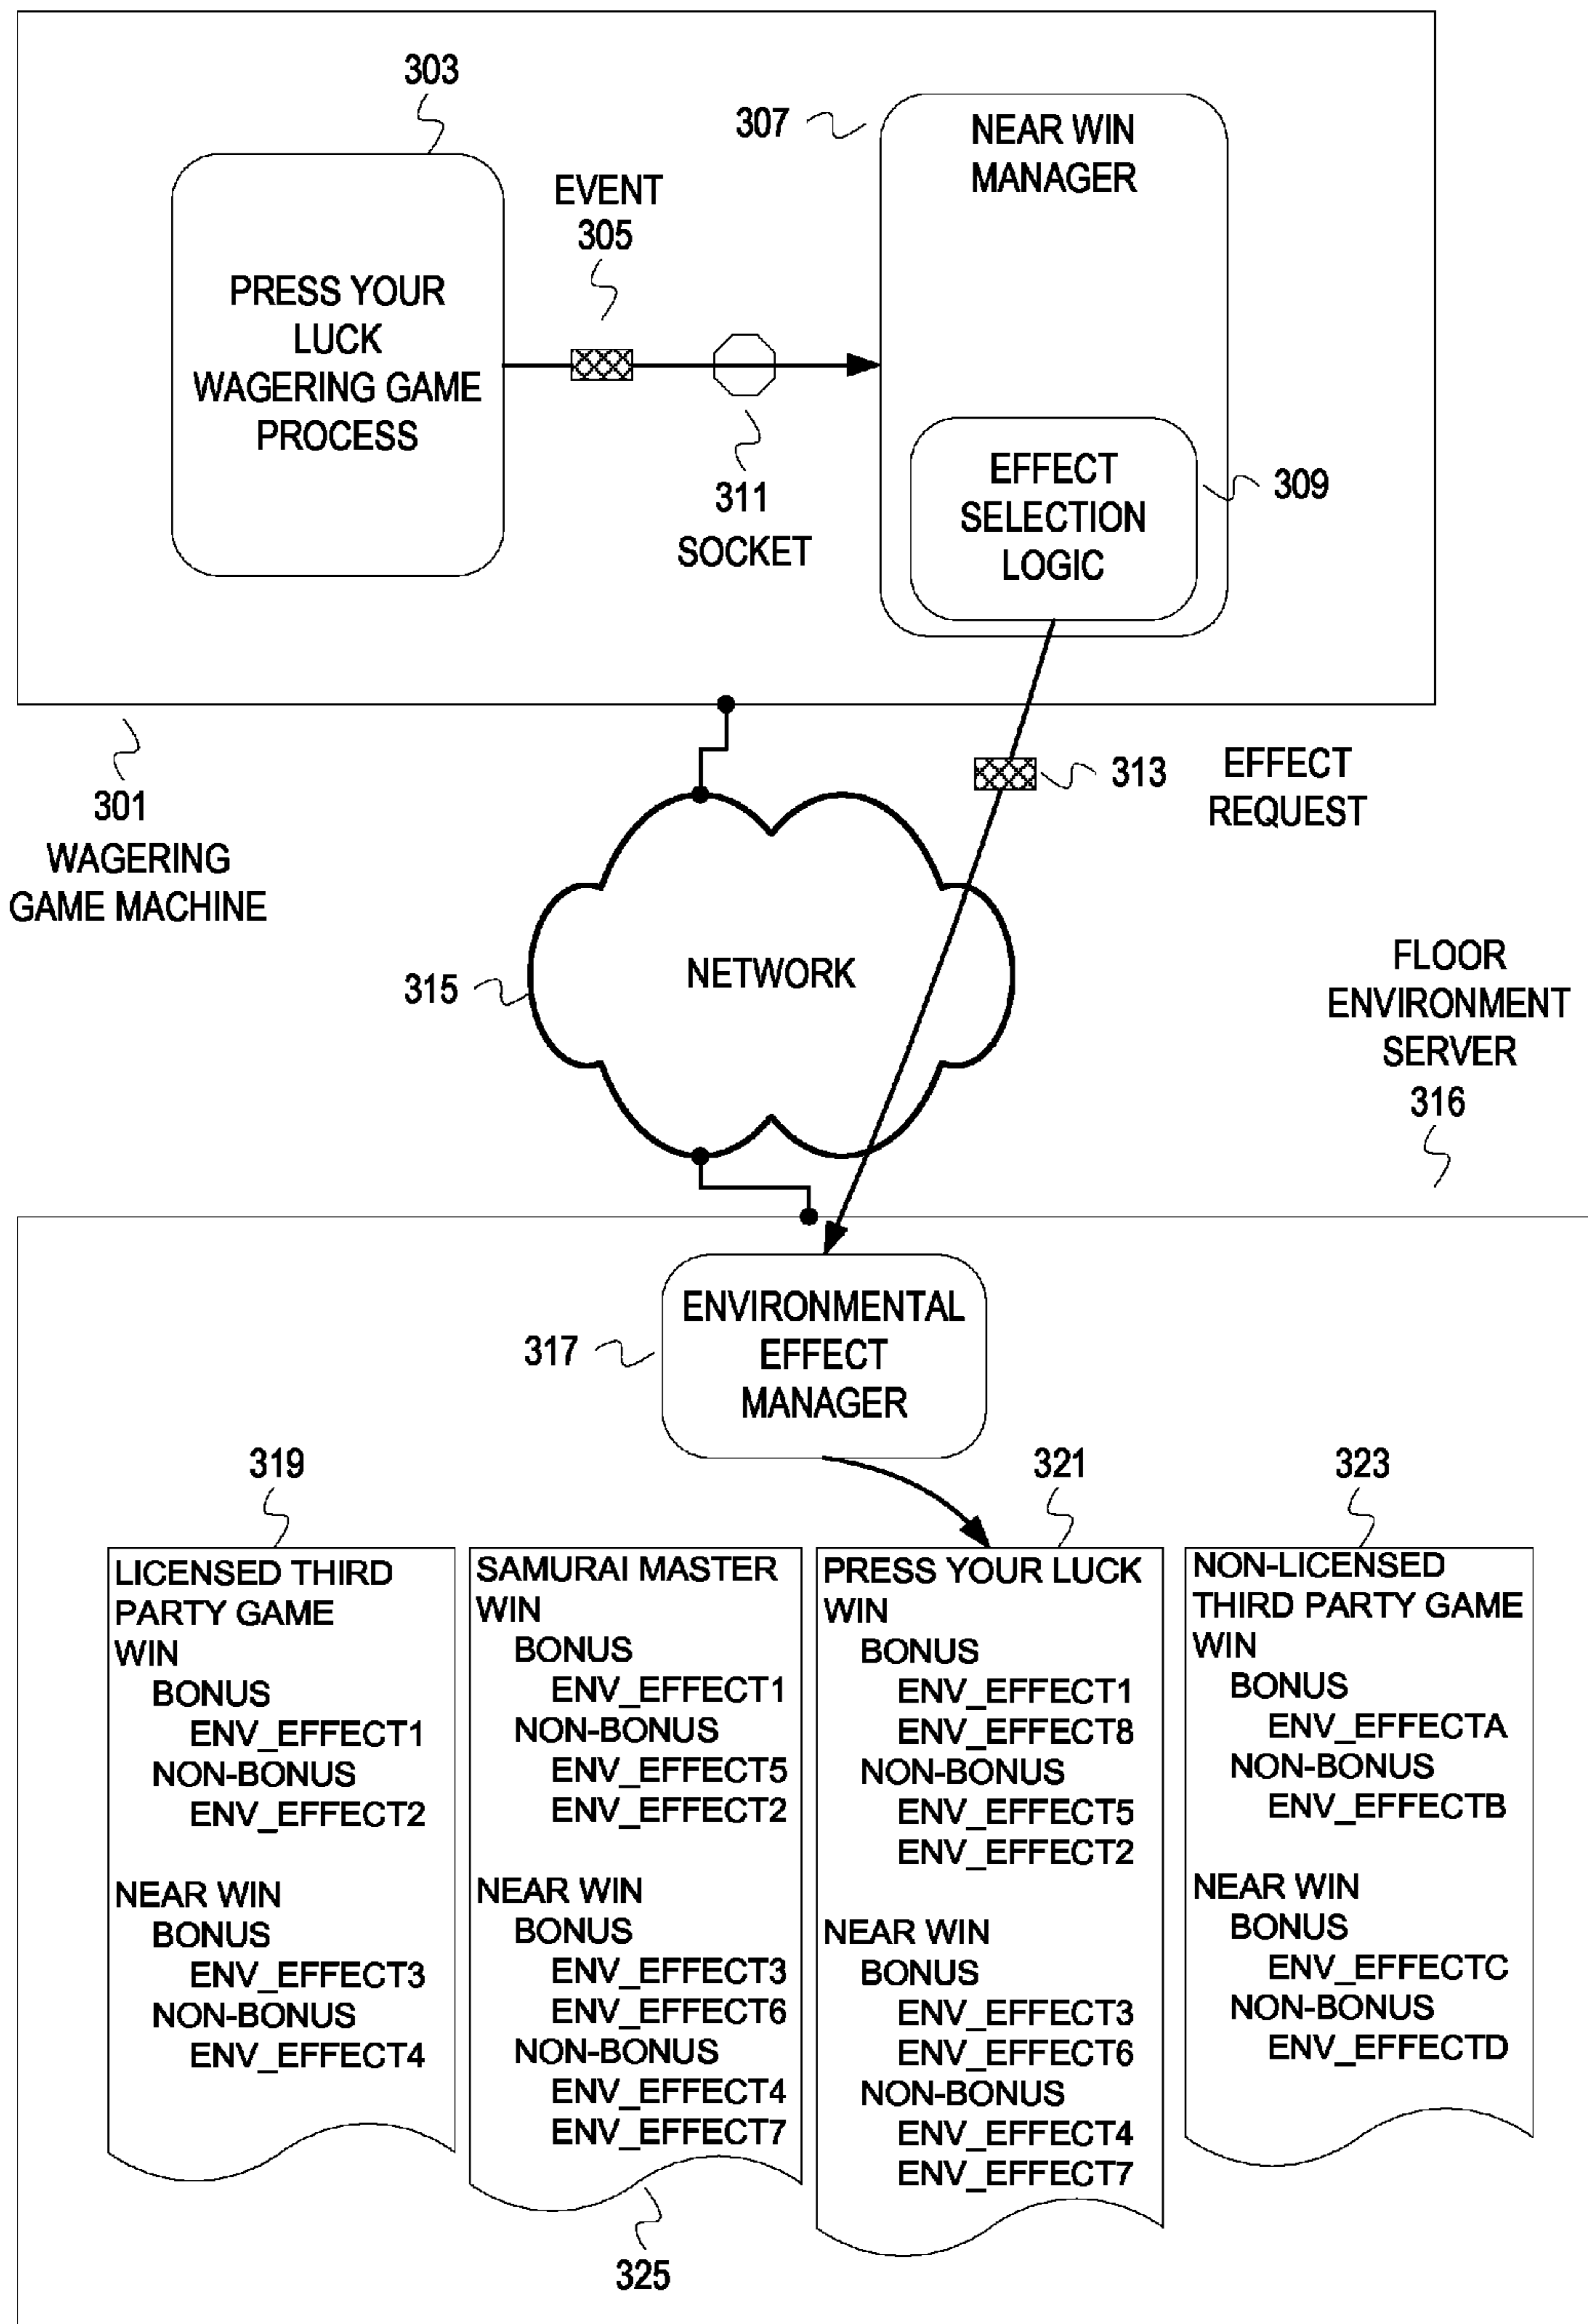 303
307
NEAR WIN
MANAGER
EVENT
305
PRESS YOUR
LUCK
WAGERING GAME
PROCESS
311
SOCKET
EFFECT
SELECTION
LOGIC
309
301
WAGERING
GAME MACHINE
313
EFFECT
REQUEST
315
NETWORK
FLOOR
ENVIRONMENT
SERVER
316
317
ENVIRONMENTAL
EFFECT
MANAGER
319
LICENSED THIRD
PARTY GAME
WIN
BONUS
ENV_EFFECT1
NON-BONUS
ENV_EFFECT2
NEAR WIN
BONUS
ENV_EFFECT3
NON-BONUS
ENV_EFFECT4
SAMURAI MASTER
WIN
BONUS
ENV_EFFECT1
NON-BONUS
ENV_EFFECT5
ENV_EFFECT2
NEAR WIN
BONUS
ENV_EFFECT3
ENV_EFFECT6
NON-BONUS
ENV_EFFECT4
ENV_EFFECT7
325
321
PRESS YOUR LUCK
WIN
BONUS
ENV_EFFECT1
ENV_EFFECT8
NON-BONUS
ENV_EFFECT5
ENV_EFFECT2
NEAR WIN
BONUS
ENV_EFFECT3
ENV_EFFECT6
NON-BONUS
ENV_EFFECT4
ENV_EFFECT7
323
NON-LICENSED
THIRD PARTY GAME
WIN
BONUS
ENV_EFFECTA
NON-BONUS
ENV_EFFECTB
NEAR WIN
BONUS
ENV_EFFECTC
NON-BONUS
ENV_EFFECTD